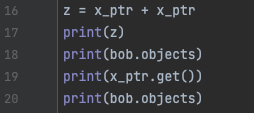 16 z = x_ptr + x_ptr
17 print(z)
18 print(bob.objects)
19 print(x_ptr.get())
20 print(bob.objects)